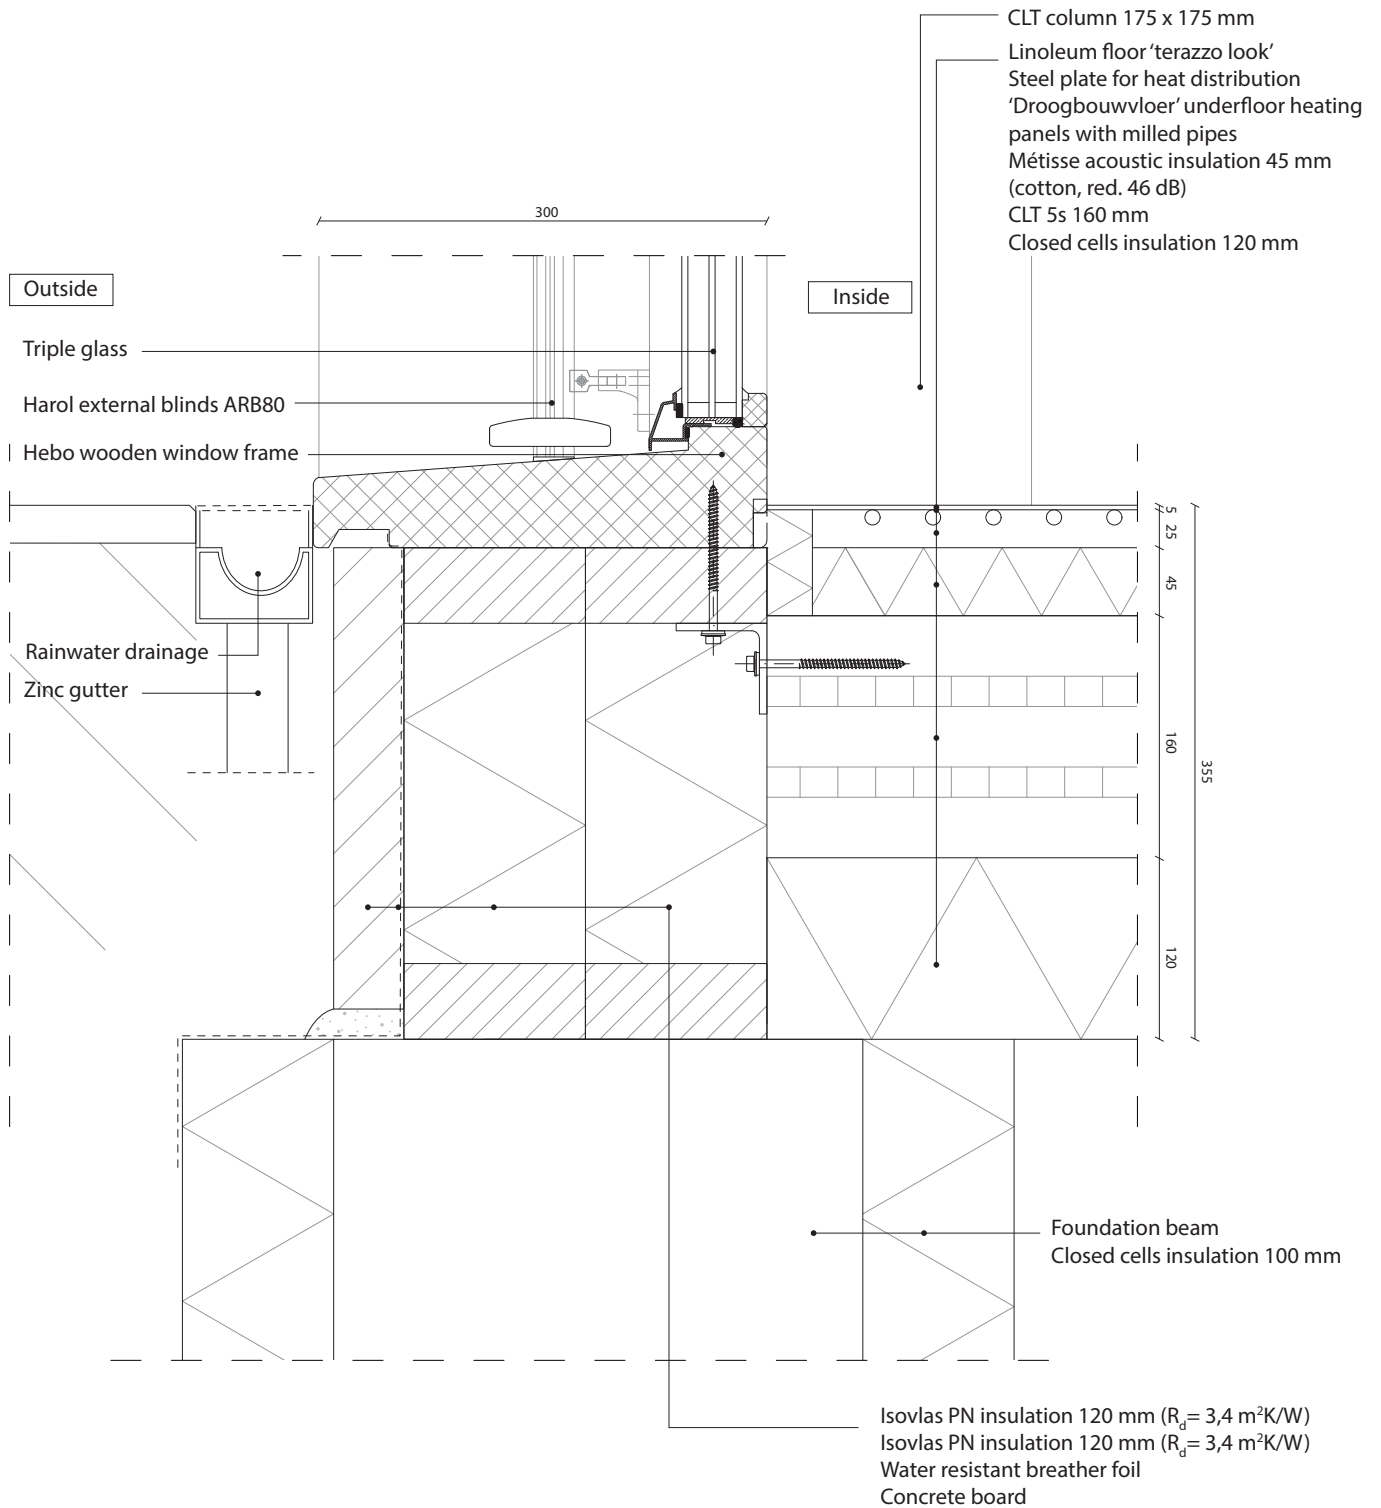 CLT column 175 x 175 mm
Linoleum floor ‘terazzo look’
Steel plate for heat distribution
‘Droogbouwvloer’ underfloor heating
panels with milled pipes
Métisse acoustic insulation 45 mm
(cotton, red. 46 dB)
CLT 5s 160 mm
Closed cells insulation 120 mm
300
Outside
Inside
Triple glass
Harol external blinds ARB80
Hebo wooden window frame
5
25
45
Rainwater drainage
Zinc gutter
160
355
120
Foundation beam
Closed cells insulation 100 mm
Isovlas PN insulation 120 mm (Rd= 3,4 m²K/W)
Isovlas PN insulation 120 mm (Rd= 3,4 m²K/W)
Water resistant breather foil
Concrete board